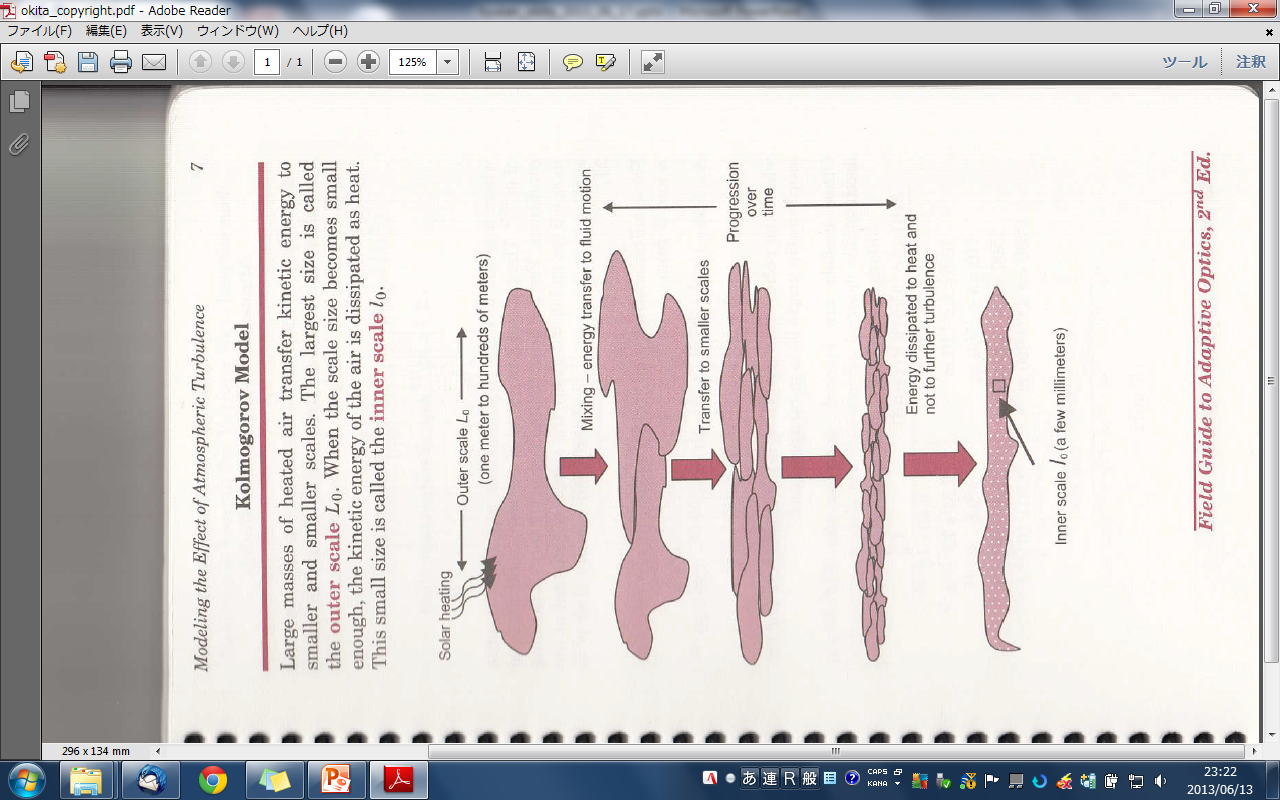 okita_copyright.pdf - Adobe Reader
ファイル(F) 編集(E) 表示(V) ウィンドウ(W) ヘルプ(H)
1 / 1 125% ツール 注釈
Modeling the Effect of Atmospheric Turbulence 7
Kolmogorov Model
Large masses of heated air transfer kinetic energy to
smaller and smaller scales. The largest size is called
the outer scale L0. When the scale size becomes small
enough, the kinetic energy of the air is dissipated as heat.
This small size is called the inner scale l0.
Solar heating
Outer scale L0
(one meter to hundreds of meters)
Mixing – energy transfer to fluid motion
Transfer to smaller scales
Progression
over
time
Energy dissipated to heat and
not to further turbulence
Inner scale l0 (a few millimeters)
Field Guide to Adaptive Optics, 2nd Ed.
296 x 134 mm
A あ 連 R 般 CAPS KANA
23:22
2013/06/13